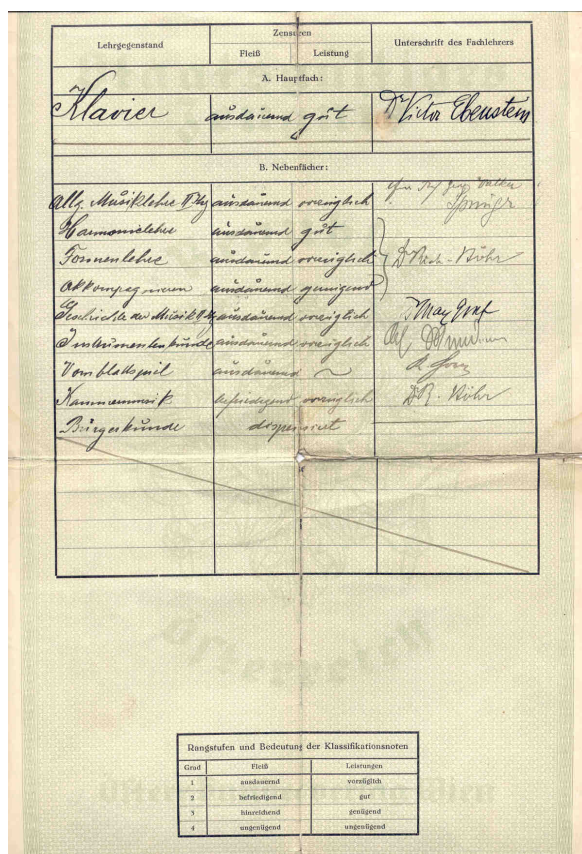 Lehrgegenstand Zensuren Unterschrift des Fachlehrers
Fleiß Leistung
A. Hauptfach:
Klavier ausdauernd gut Dr Victor Ebenstein
B. Nebenfächer:
Allg. Musiklehre ausdauernd vorzüglich
Harmonielehre ausdauernd gut
Formenlehre ausdauernd vorzüglich Stöhr
Akkompagnieren ausdauernd genügend
Geschichte der Musik ausdauernd vorzüglich Max Graf
Instrumentenkunde ausdauernd vorzüglich
Vomblattspiel ausdauernd
Kammermusik befriedigend vorzüglich Dr R. Stöhr
Bürgerkunde dispensiert
Österreich
Rangstufen und Bedeutung der Klassifikationsnoten
Grad Fleiß Leistungen
1 ausdauernd vorzüglich
2 befriedigend gut
3 hinreichend genügend
4 ungenügend ungenügend